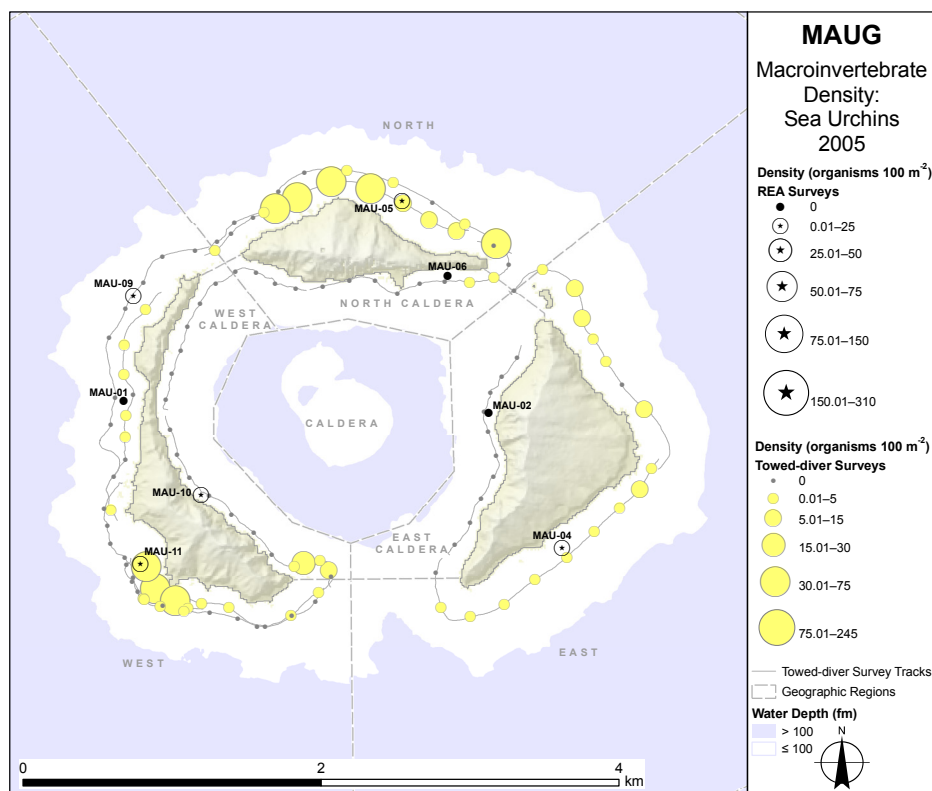 MAUG
Macroinvertebrate
Density:
Sea Urchins
2005
Density (organisms 100 m⁻²)
REA Surveys
0
0.01–25
25.01–50
50.01–75
75.01–150
150.01–310
Density (organisms 100 m⁻²)
Towed-diver Surveys
0
0.01–5
5.01–15
15.01–30
30.01–75
75.01–245
Towed-diver Survey Tracks
Geographic Regions
Water Depth (fm)
> 100
≤ 100
N
NORTH
MAU-05
MAU-06
MAU-09
NORTH CALDERA
WEST
CALDERA
MAU-01
MAU-02
CALDERA
MAU-10
MAU-04
EAST
CALDERA
MAU-11
EAST
WEST
0
2
4
km